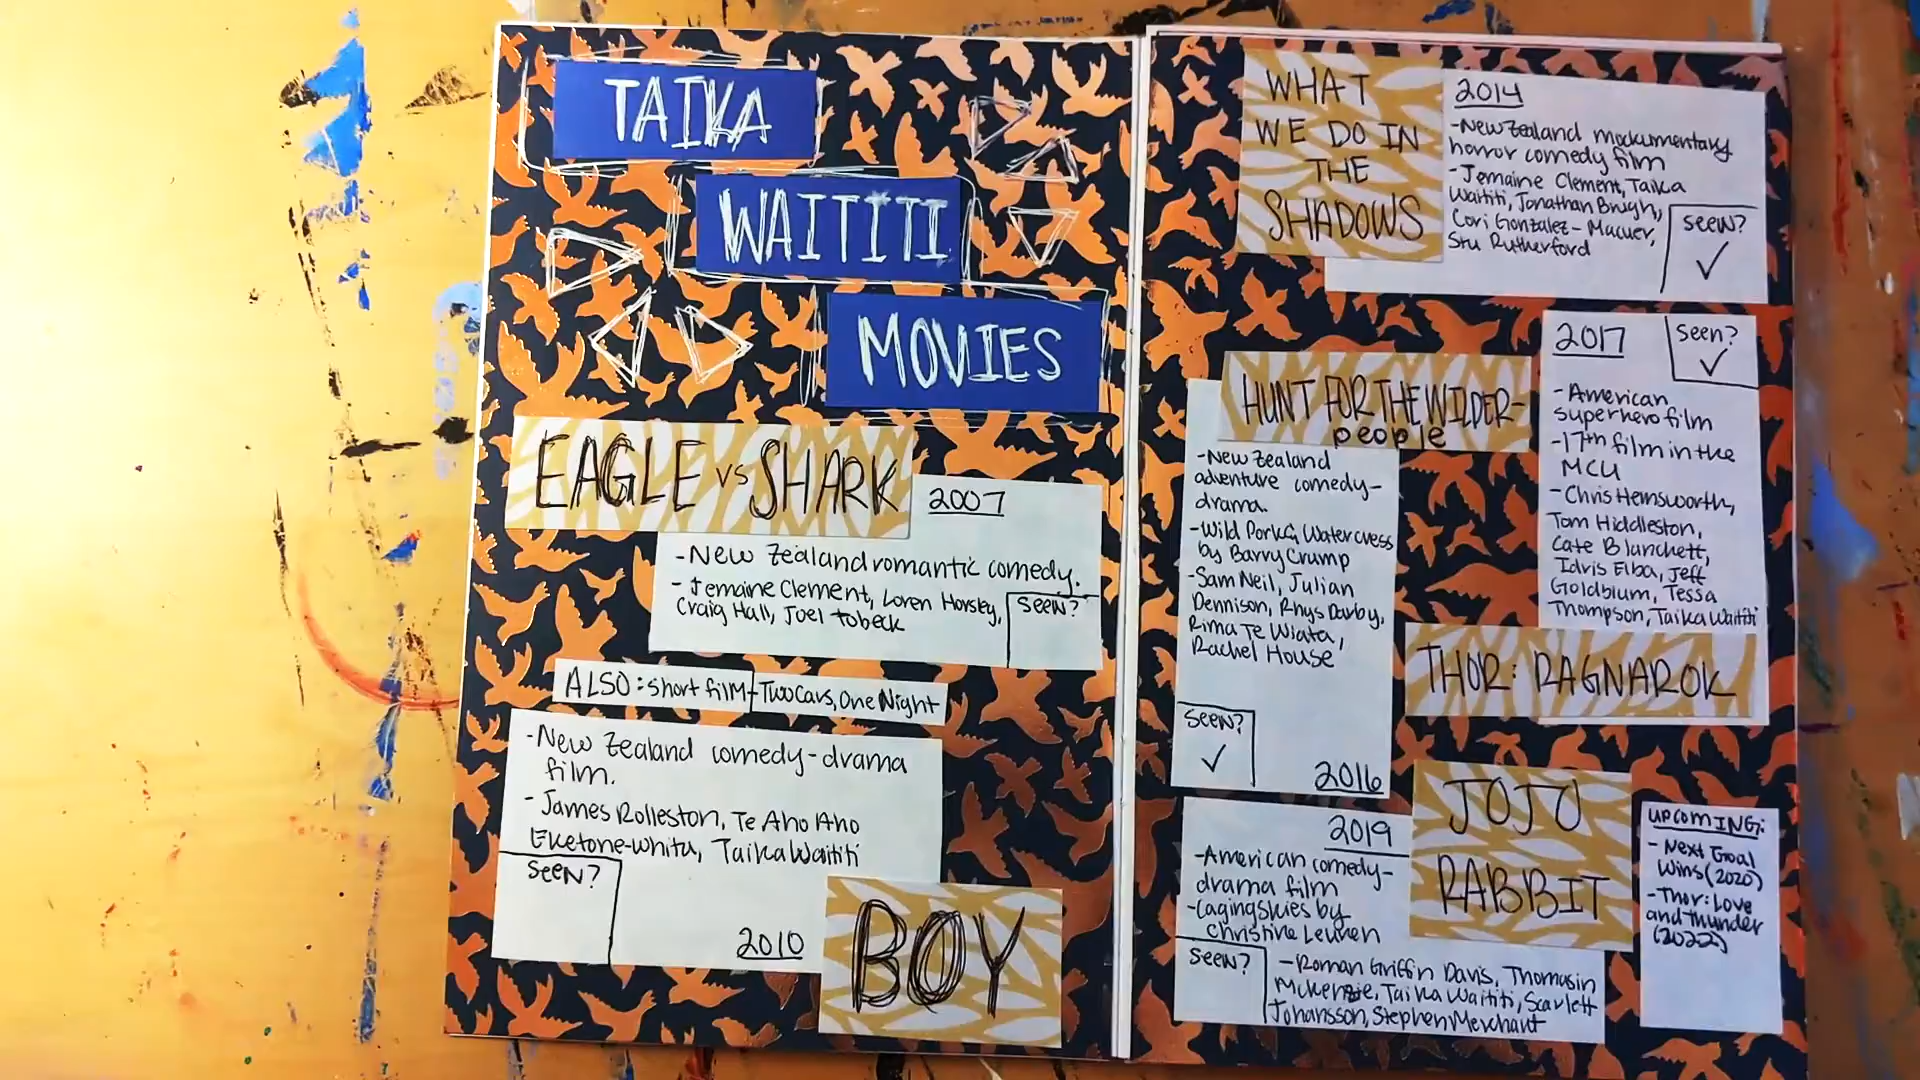 TAIKA
WAITITI
MOVIES
EAGLE vs SHARK
2007
-New Zealand romantic comedy.
- Jemaine Clement, Loren Horsley,
Craig Hall, Joel Tobeck
seen?
ALSO: short film - Two Cars, One Night
-New Zealand comedy-drama
film.
- James Rolleston, Te Aho Aho
Eketone-Whitu, Taika Waititi
seen?
2010
BOY
WHAT
WE DO IN
THE
SHADOWS
2014
-New Zealand mockumentary
horror comedy film
- Jemaine Clement, Taika
Waititi, Jonathan Brugh,
Cori Gonzalez-Macuer,
Stu Rutherford
seen?
✓
HUNT FOR THE WILDER-
people
-New Zealand
adventure comedy-
drama.
-Wild Pork & Watercress
by Barry Crump
-Sam Neil, Julian
Dennison, Rhys Darby,
Rima Te Wiata,
Rachel House
seen?
✓
2016
2017
seen?
✓
-American
superhero film
-17th film in the
MCU
-Chris Hemsworth,
Tom Hiddleston,
Cate Blanchett,
Idris Elba, Jeff
Goldblum, Tessa
Thompson, Taika Waititi
THOR: RAGNAROK
2019
-American comedy-
drama film
-Caging Skies by
Christine Leunen
seen?
-Roman Griffin Davis, Thomasin
McKenzie, Taika Waititi, Scarlett
Johansson, Stephen Merchant
JOJO
RABBIT
UPCOMING:
- Next Goal
Wins (2020)
-Thor: Love
and thunder
(2022)